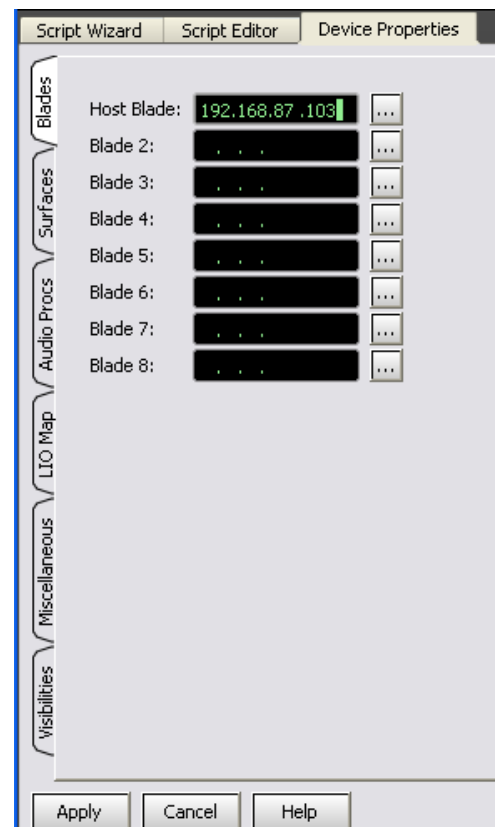 Script Wizard Script Editor Device Properties
Blades
Surfaces
Audio Procs
LIO Map
Miscellaneous
Visibilities
Host Blade: 192.168.87 .103 ...
Blade 2: . . . ...
Blade 3: . . . ...
Blade 4: . . . ...
Blade 5: . . . ...
Blade 6: . . . ...
Blade 7: . . . ...
Blade 8: . . . ...
Apply Cancel Help